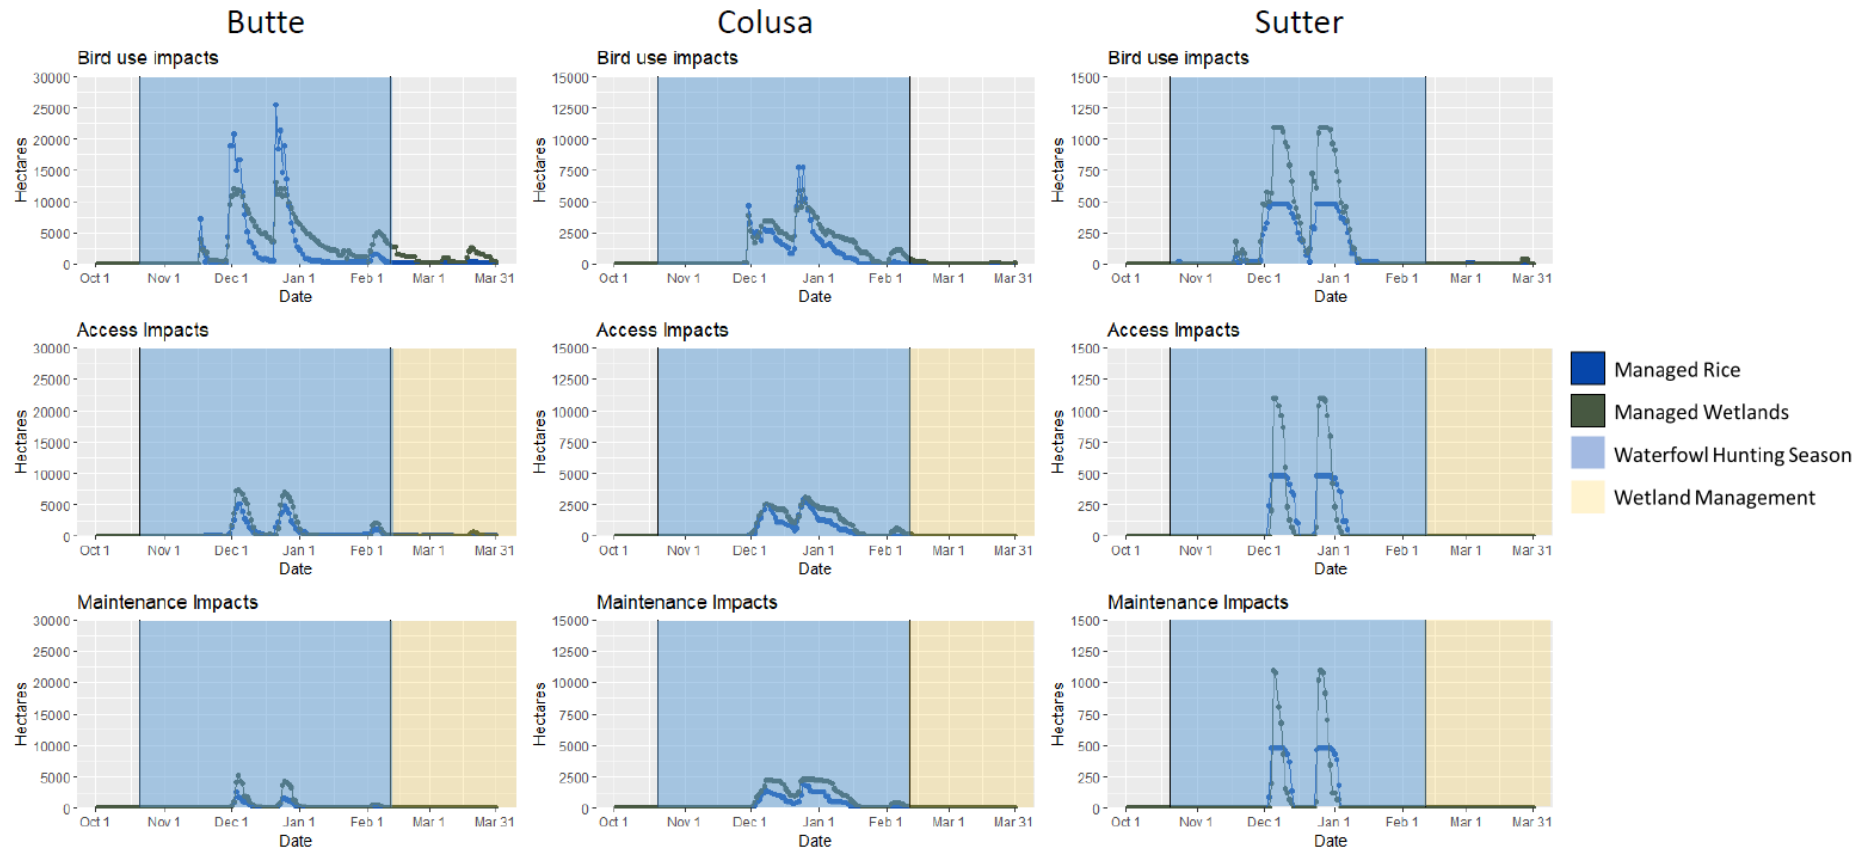 Butte
Colusa
Sutter
Bird use impacts
Bird use impacts
Bird use impacts
30000
25000
20000
15000
10000
5000
0
Hectares
Oct 1 Nov 1 Dec 1 Jan 1 Feb 1 Mar 1 Mar 31
Date
15000
12500
10000
7500
5000
2500
0
Hectares
Oct 1 Nov 1 Dec 1 Jan 1 Feb 1 Mar 1 Mar 31
Date
1500
1250
1000
750
500
250
0
Hectares
Oct 1 Nov 1 Dec 1 Jan 1 Feb 1 Mar 1 Mar 31
Date
Access Impacts
Access Impacts
Access Impacts
30000
25000
20000
15000
10000
5000
0
Hectares
Oct 1 Nov 1 Dec 1 Jan 1 Feb 1 Mar 1 Mar 31
Date
15000
12500
10000
7500
5000
2500
0
Hectares
Oct 1 Nov 1 Dec 1 Jan 1 Feb 1 Mar 1 Mar 31
Date
1500
1250
1000
750
500
250
0
Hectares
Oct 1 Nov 1 Dec 1 Jan 1 Feb 1 Mar 1 Mar 31
Date
Managed Rice
Managed Wetlands
Waterfowl Hunting Season
Wetland Management
Maintenance Impacts
Maintenance Impacts
Maintenance Impacts
30000
25000
20000
15000
10000
5000
0
Hectares
Oct 1 Nov 1 Dec 1 Jan 1 Feb 1 Mar 1 Mar 31
Date
15000
12500
10000
7500
5000
2500
0
Hectares
Oct 1 Nov 1 Dec 1 Jan 1 Feb 1 Mar 1 Mar 31
Date
1500
1250
1000
750
500
250
0
Hectares
Oct 1 Nov 1 Dec 1 Jan 1 Feb 1 Mar 1 Mar 31
Date